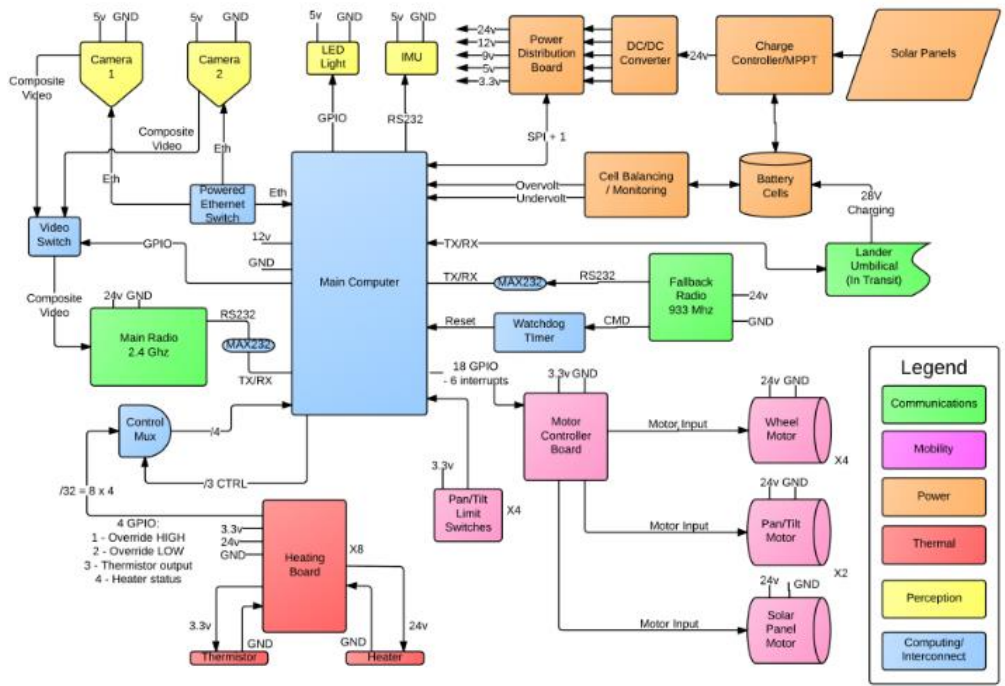 5v GND
Camera
1
5v GND
Camera
2
5v GND
LED
Light
5v GND
IMU
24v
12v
9v
5v
3.3v
Power
Distribution
Board
DC/DC
Converter
24v
Charge
Controller/MPPT
Solar Panels
Composite
Video
Composite
Video
Eth
Eth
GPIO
RS232
SPI + 1
Powered
Ethernet
Switch
Eth
Overvolt
Undervolt
Cell Balancing
/ Monitoring
Battery
Cells
28V
Charging
Video
Switch
GPIO
12v
GND
Main Computer
TX/RX
Lander
Umbilical
(In Transit)
TX/RX
MAX232
RS232
Fallback
Radio
933 Mhz
24v
GND
Composite
Video
24v GND
Main Radio
2.4 Ghz
RS232
MAX232
TX/RX
Reset
Watchdog
TImer
CMD
18 GPIO
- 6 interrupts
3.3v GND
Motor
Controller
Board
Control
Mux
/4
/3 CTRL
/32 = 8 x 4
3.3v
Pan/Tilt
Limit
Switches
X4
Motor Input
24v GND
Wheel
Motor
X4
Motor Input
24v GND
Pan/Tilt
Motor
X2
Motor Input
24v GND
Solar
Panel
Motor
4 GPIO:
1 - Override HIGH
2 - Override LOW
3 - Thermistor output
4 - Heater status
3.3v
24v
GND
Heating
Board
X8
3.3v
GND
GND
24v
Thermistor
Heater
Legend
Communications
Mobility
Power
Thermal
Perception
Computing/
Interconnect